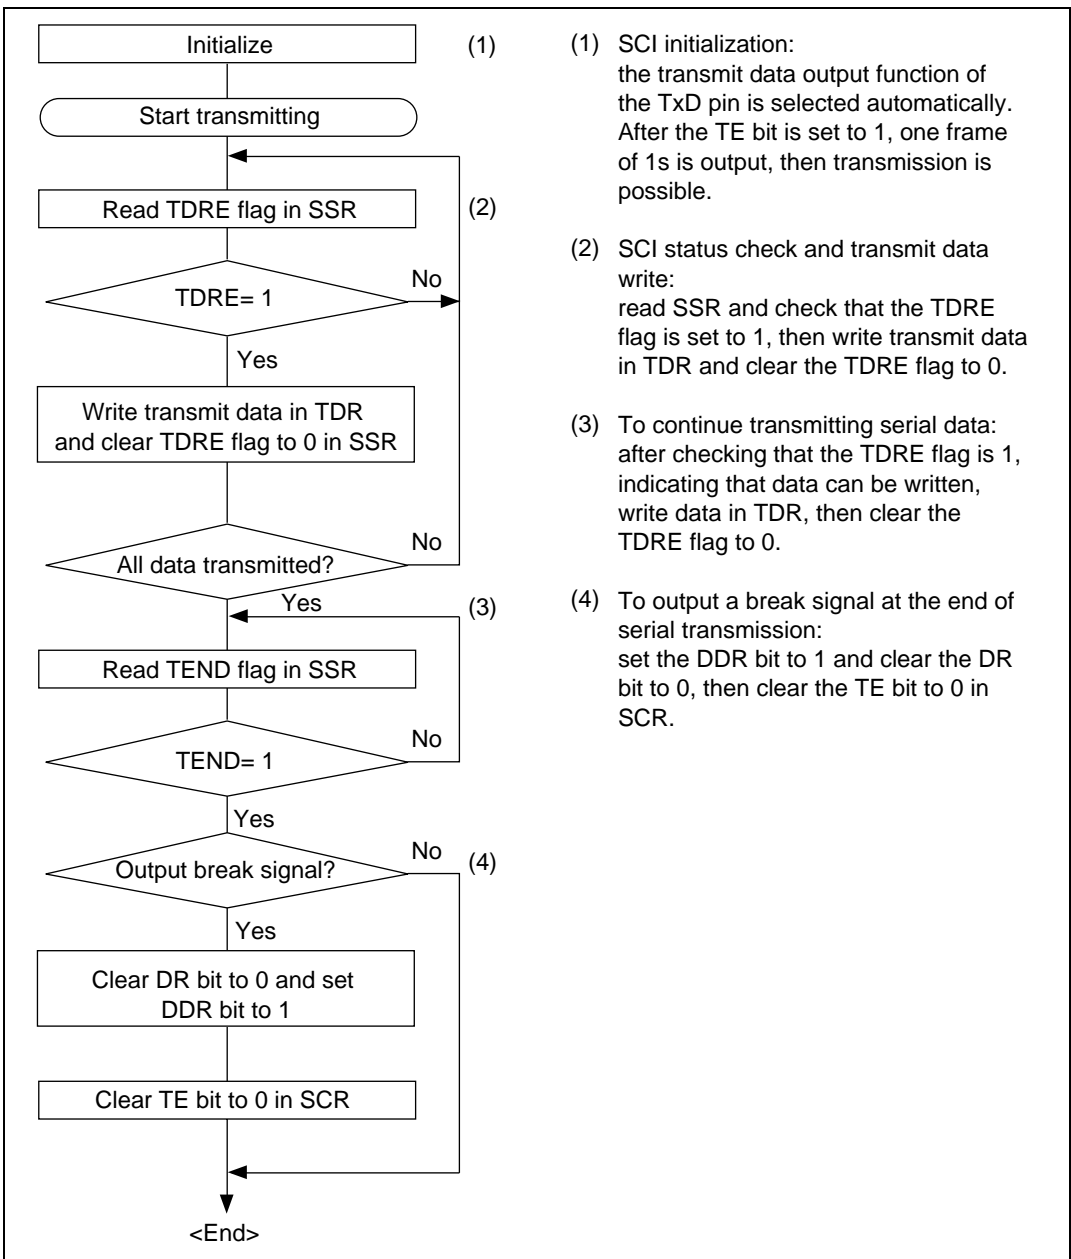 Initialize
(1)
Start transmitting
Read TDRE flag in SSR
(2)
TDRE= 1
No
Yes
Write transmit data in TDR
and clear TDRE flag to 0 in SSR
All data transmitted?
No
Yes
(3)
Read TEND flag in SSR
TEND= 1
No
Yes
Output break signal?
No
(4)
Yes
Clear DR bit to 0 and set
DDR bit to 1
Clear TE bit to 0 in SCR
<End>
(1) SCI initialization:
the transmit data output function of
the TxD pin is selected automatically.
After the TE bit is set to 1, one frame
of 1s is output, then transmission is
possible.
(2) SCI status check and transmit data
write:
read SSR and check that the TDRE
flag is set to 1, then write transmit data
in TDR and clear the TDRE flag to 0.
(3) To continue transmitting serial data:
after checking that the TDRE flag is 1,
indicating that data can be written,
write data in TDR, then clear the
TDRE flag to 0.
(4) To output a break signal at the end of
serial transmission:
set the DDR bit to 1 and clear the DR
bit to 0, then clear the TE bit to 0 in
SCR.